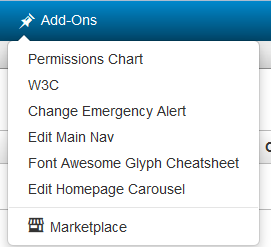 Add-Ons
Permissions Chart
W3C
Change Emergency Alert
Edit Main Nav
Font Awesome Glyph Cheatsheet
Edit Homepage Carousel
Marketplace